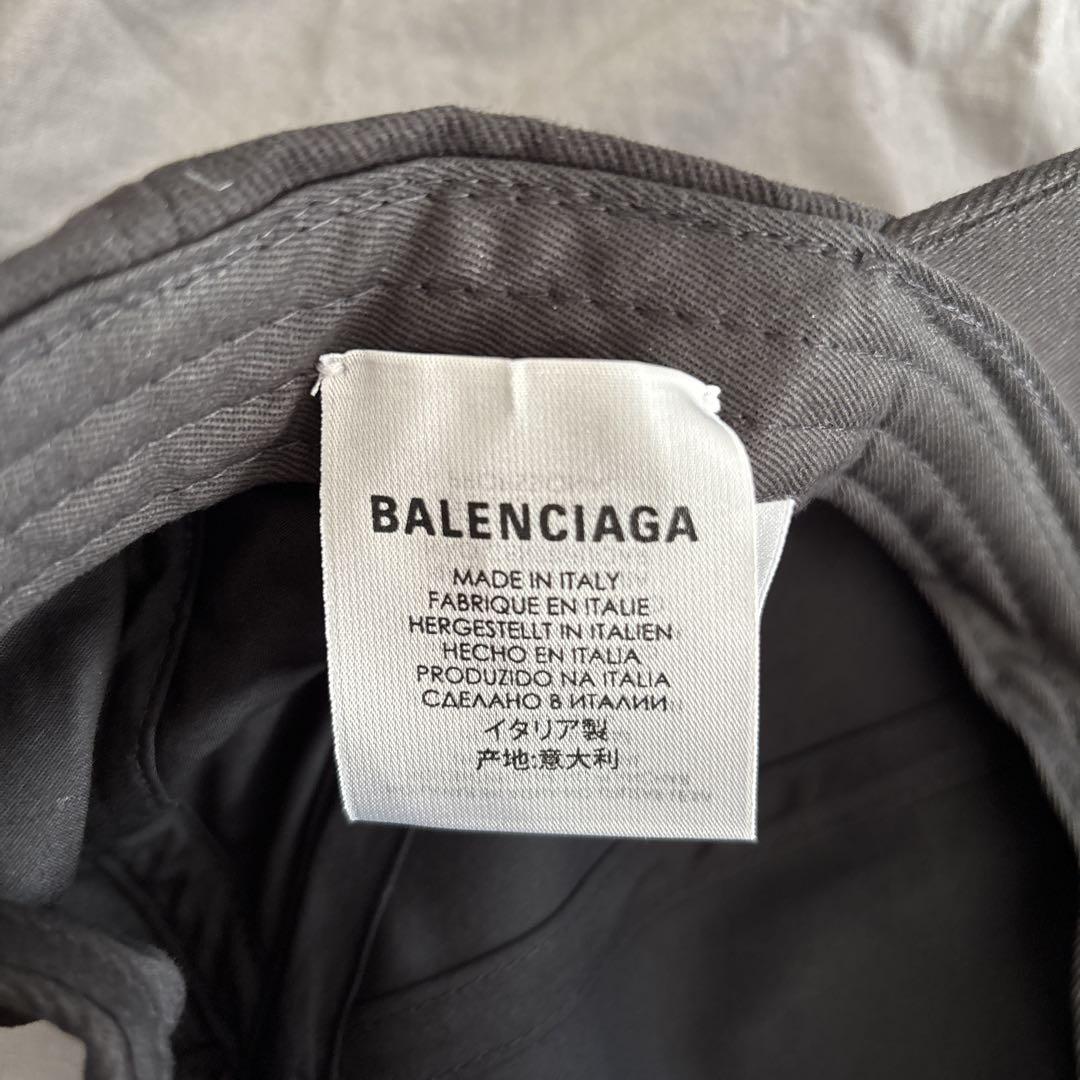 BALENCIAGA
MADE IN ITALY
FABRIQUE EN ITALIE
HERGESTELLT IN ITALIEN
HECHO EN ITALIA
PRODUZIDO NA ITALIA
СДЕЛАНО В ИТАЛИИ
イタリア製
产地:意大利